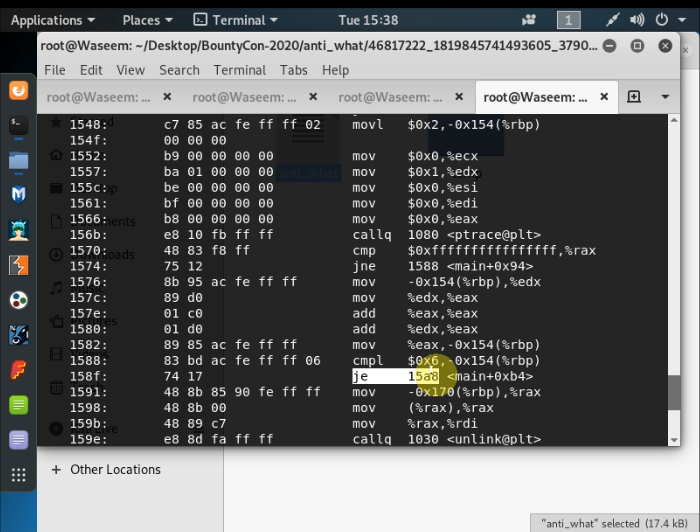 Applications Places Terminal Tue 15:38 1
root@Waseem: ~/Desktop/BountyCon-2020/anti_what/46817222_1819845741493605_3790...
File Edit View Search Terminal Tabs Help
root@Waseem: ... root@Waseem: ... root@Waseem: ... root@Waseem: ...
1548: c7 85 ac fe ff ff 02 movl $0x2,-0x154(%rbp)
154f: 00 00 00
1552: b9 00 00 00 00 mov $0x0,%ecx
1557: ba 01 00 00 00 mov $0x1,%edx
155c: be 00 00 00 00 mov $0x0,%esi
1561: bf 00 00 00 00 mov $0x0,%edi
1566: b8 00 00 00 00 mov $0x0,%eax
156b: e8 10 fb ff ff callq 1080 <ptrace@plt>
1570: 48 83 f8 ff cmp $0xffffffffffffffff,%rax
1574: 75 12 jne 1588 <main+0x94>
1576: 8b 95 ac fe ff ff mov -0x154(%rbp),%edx
157c: 89 d0 mov %edx,%eax
157e: 01 c0 add %eax,%eax
1580: 01 d0 add %edx,%eax
1582: 89 85 ac fe ff ff mov %eax,-0x154(%rbp)
1588: 83 bd ac fe ff ff 06 cmpl $0x6,-0x154(%rbp)
158f: 74 17 je 15a8 <main+0xb4>
1591: 48 8b 85 90 fe ff ff mov -0x170(%rbp),%rax
1598: 48 8b 00 mov (%rax),%rax
159b: 48 89 c7 mov %rax,%rdi
159e: e8 8d fa ff ff callq 1030 <unlink@plt>
anti_what
Documents
Downloads
Pictures
Other Locations
"anti_what" selected (17.4 kB)